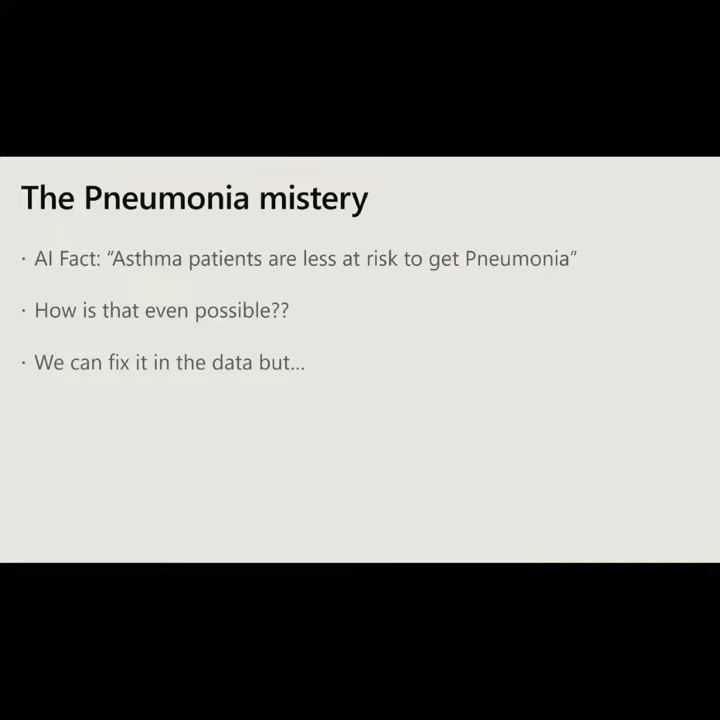 The Pneumonia mistery
· AI Fact: “Asthma patients are less at risk to get Pneumonia”
· How is that even possible??
· We can fix it in the data but...